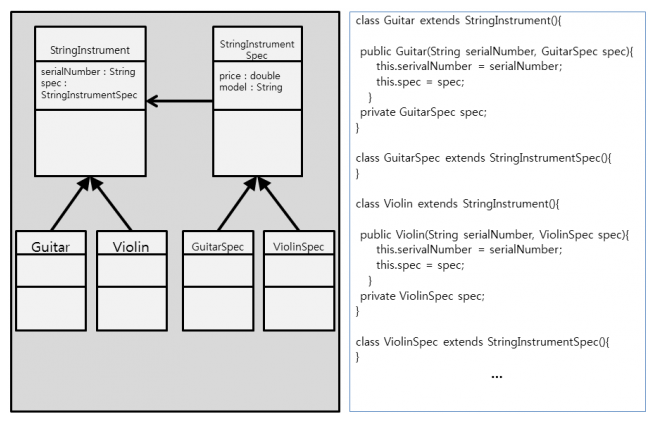 StringInstrument
serialNumber : String
spec :
StringInstrumentSpec
StringInstrument
Spec
price : double
model : String
Guitar
Violin
GuitarSpec
ViolinSpec
class Guitar extends StringInstrument(){
public Guitar(String serialNumber, GuitarSpec spec){
this.serivalNumber = serialNumber;
this.spec = spec;
}
private GuitarSpec spec;
}
class GuitarSpec extends StringInstrumentSpec(){
}
class Violin extends StringInstrument(){
public Violin(String serialNumber, ViolinSpec spec){
this.serivalNumber = serialNumber;
this.spec = spec;
}
private ViolinSpec spec;
}
class ViolinSpec extends StringInstrumentSpec(){
}
...